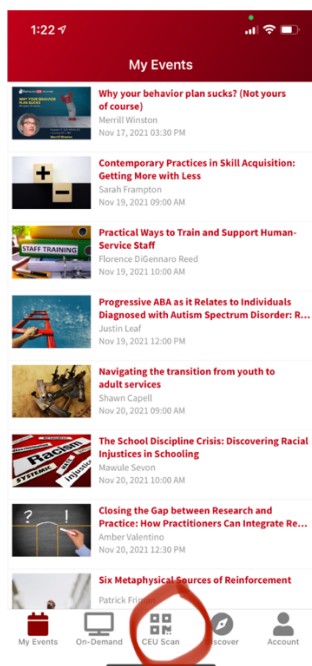 1:22
My Events
Why your behavior plan sucks? (Not yours
of course)
Merrill Winston
Nov 17, 2021 03:30 PM
Contemporary Practices in Skill Acquisition:
Getting More with Less
Sarah Frampton
Nov 19, 2021 09:00 AM
STAFF TRAINING
Practical Ways to Train and Support Human-
Service Staff
Florence DiGennaro Reed
Nov 19, 2021 10:00 AM
Progressive ABA as it Relates to Individuals
Diagnosed with Autism Spectrum Disorder: R...
Justin Leaf
Nov 19, 2021 12:00 PM
Navigating the transition from youth to
adult services
Shawn Capell
Nov 20, 2021 09:00 AM
Racism
SYSTEMIC
injustice
The School Discipline Crisis: Discovering Racial
Injustices in Schooling
Mawule Sevon
Nov 20, 2021 10:00 AM
? !
Closing the Gap between Research and
Practice: How Practitioners Can Integrate Re...
Amber Valentino
Nov 20, 2021 12:30 PM
Six Metaphysical Sources of Reinforcement
Patrick
My Events
On-Demand
CEU Scan
Discover
Account